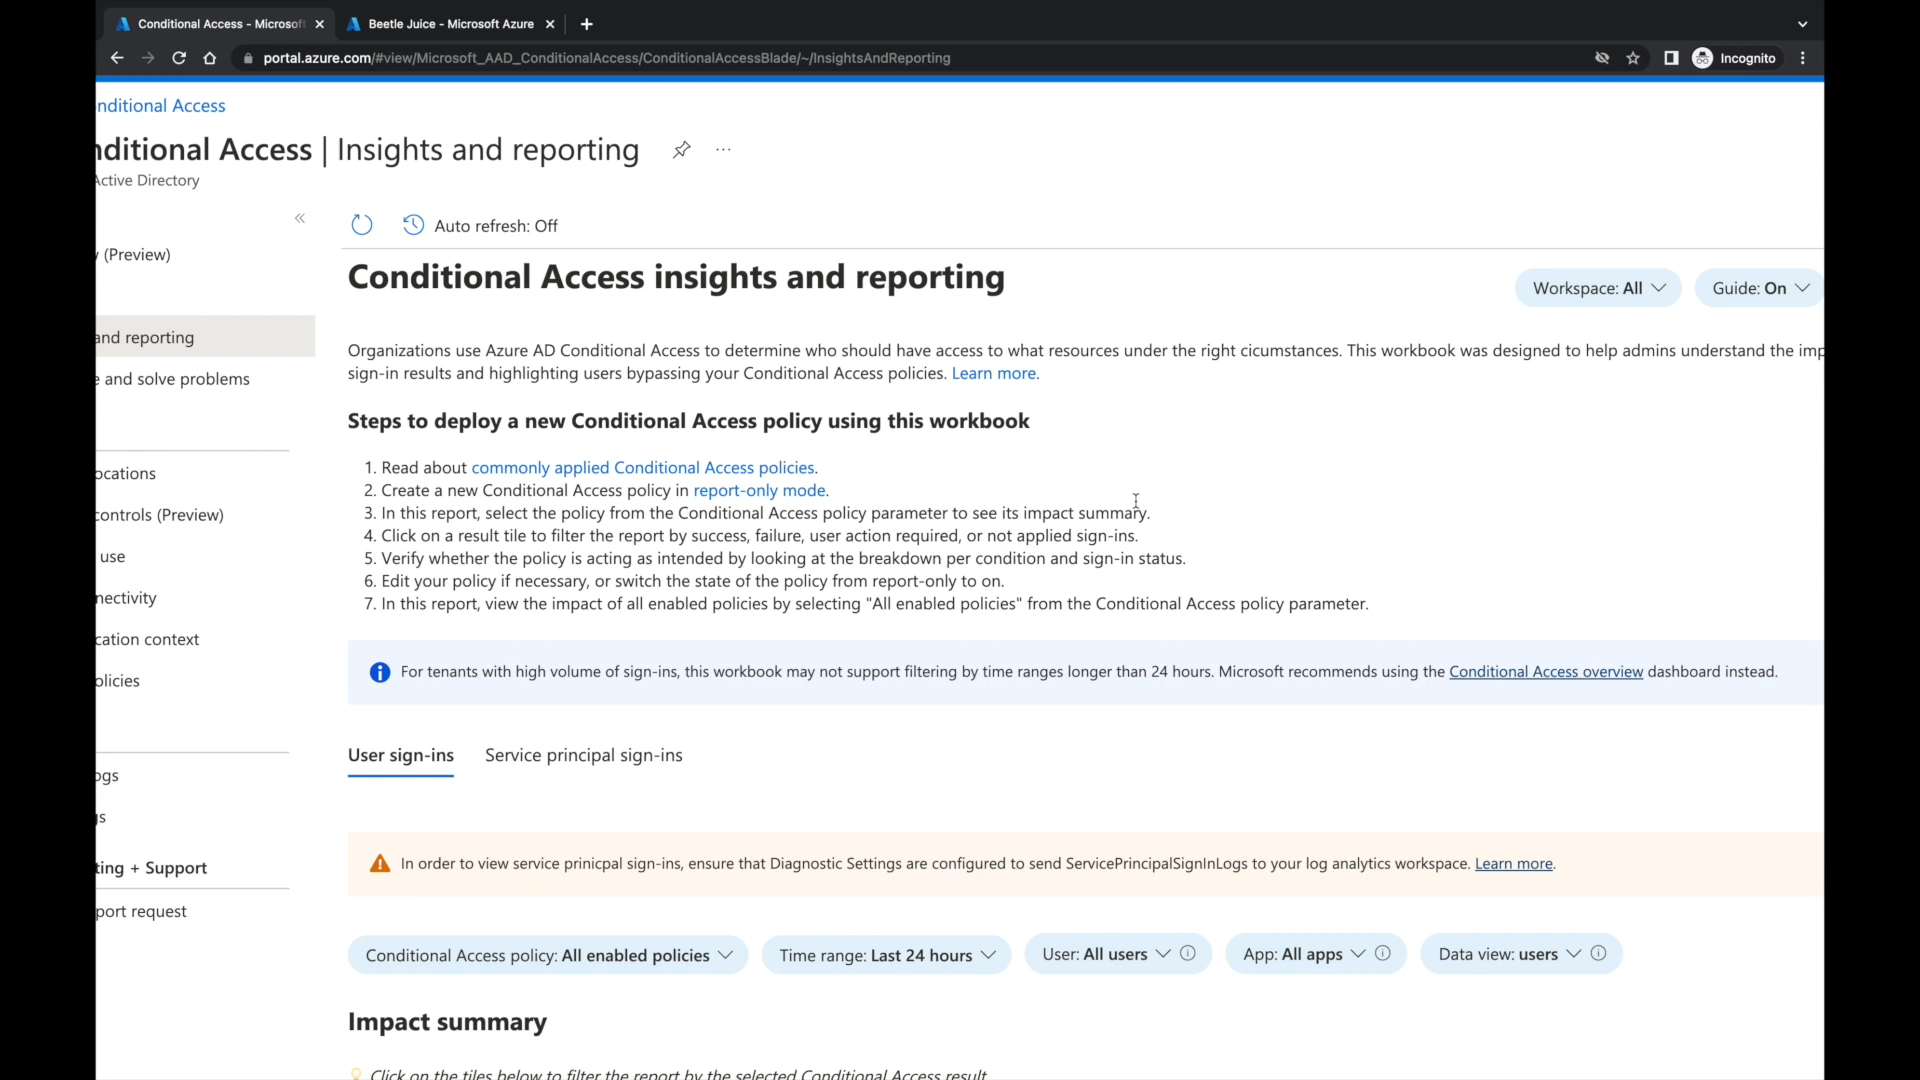 Conditional Access - Microsof
Beetle Juice - Microsoft Azure
portal.azure.com/#view/Microsoft_AAD_ConditionalAccess/ConditionalAccessBlade/~/InsightsAndReporting
Incognito
nditional Access
nditional Access | Insights and reporting
Active Directory
Auto refresh: Off
(Preview)
Conditional Access insights and reporting
Workspace: All
Guide: On
and reporting
Organizations use Azure AD Conditional Access to determine who should have access to what resources under the right cicumstances. This workbook was designed to help admins understand the imp
sign-in results and highlighting users bypassing your Conditional Access policies. Learn more.
e and solve problems
Steps to deploy a new Conditional Access policy using this workbook
1. Read about commonly applied Conditional Access policies.
ocations
2. Create a new Conditional Access policy in report-only mode.
3. In this report, select the policy from the Conditional Access policy parameter to see its impact summary.
controls (Preview)
4. Click on a result tile to filter the report by success, failure, user action required, or not applied sign-ins.
5. Verify whether the policy is acting as intended by looking at the breakdown per condition and sign-in status.
use
6. Edit your policy if necessary, or switch the state of the policy from report-only to on.
nectivity
7. In this report, view the impact of all enabled policies by selecting "All enabled policies" from the Conditional Access policy parameter.
cation context
For tenants with high volume of sign-ins, this workbook may not support filtering by time ranges longer than 24 hours. Microsoft recommends using the Conditional Access overview dashboard instead.
olicies
User sign-ins
Service principal sign-ins
ogs
gs
In order to view service prinicpal sign-ins, ensure that Diagnostic Settings are configured to send ServicePrincipalSignInLogs to your log analytics workspace. Learn more.
ting + Support
port request
Conditional Access policy: All enabled policies
Time range: Last 24 hours
User: All users
App: All apps
Data view: users
Impact summary
Click on the tiles below to filter the report by the selected Conditional Access result